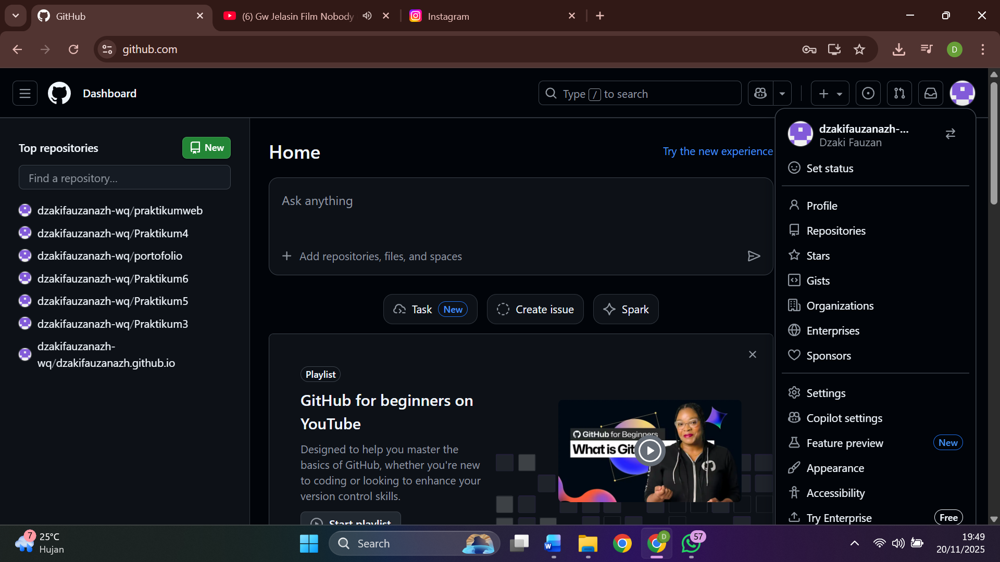 GitHub
(6) Gw Jelasin Film Nobody
Instagram
github.com
D
Dashboard
Type / to search
dzakifauzanazh-...
Dzaki Fauzan
Set status
Profile
Repositories
Stars
Gists
Organizations
Enterprises
Sponsors
Settings
Copilot settings
Feature preview New
Appearance
Accessibility
Try Enterprise Free
Top repositories
New
Find a repository...
dzakifauzanazh-wq/praktikumweb
dzakifauzanazh-wq/Praktikum4
dzakifauzanazh-wq/portofolio
dzakifauzanazh-wq/Praktikum6
dzakifauzanazh-wq/Praktikum5
dzakifauzanazh-wq/Praktikum3
dzakifauzanazh-
wq/dzakifauzanazh.github.io
Home
Try the new experience
Ask anything
Add repositories, files, and spaces
Task New
Create issue
Spark
Playlist
GitHub for beginners on
YouTube
Designed to help you master the
basics of GitHub, whether you're new
to coding or looking to enhance your
version control skills.
Start playlist
GitHub for Beginners
What is Git
7
25°C
Hujan
Search
W
D
57
19:49
20/11/2025